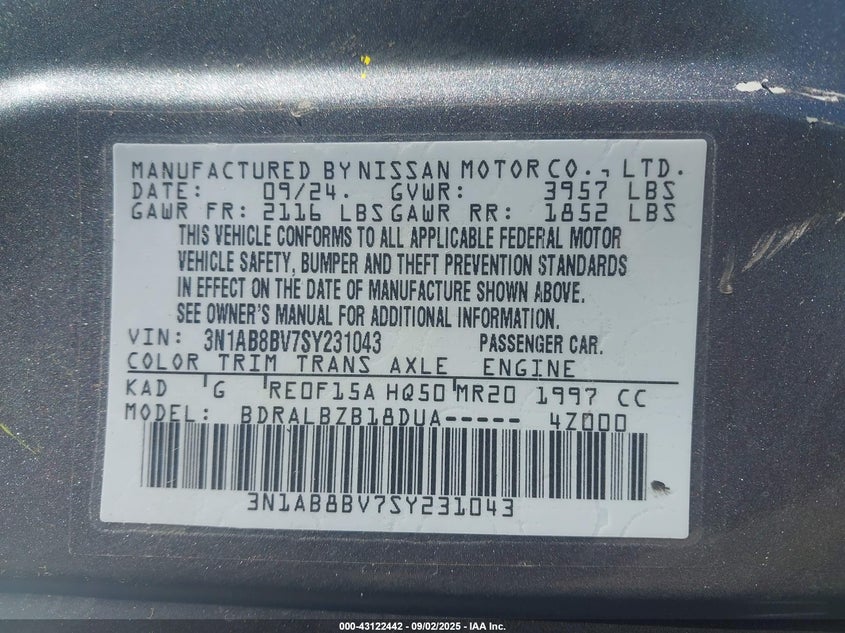 MANUFACTURED BY NISSAN MOTOR CO., LTD.
DATE: 09/24. GVWR: 3957 LBS
GAWR FR: 2116 LBS GAWR RR: 1852 LBS
THIS VEHICLE CONFORMS TO ALL APPLICABLE FEDERAL MOTOR
VEHICLE SAFETY, BUMPER AND THEFT PREVENTION STANDARDS
IN EFFECT ON THE DATE OF MANUFACTURE SHOWN ABOVE.
SEE OWNER'S MANUAL FOR ADDITIONAL INFORMATION.
VIN: 3N1AB8BV7SY231043 PASSENGER CAR.
COLOR TRIM TRANS AXLE ENGINE
KAD G RE0F15A HQ50 MR20 1997 CC
MODEL: BDRALBZB18DUA----- 4Z000
3N1AB8BV7SY231043
000-43122442 - 09/02/2025 - IAA Inc.